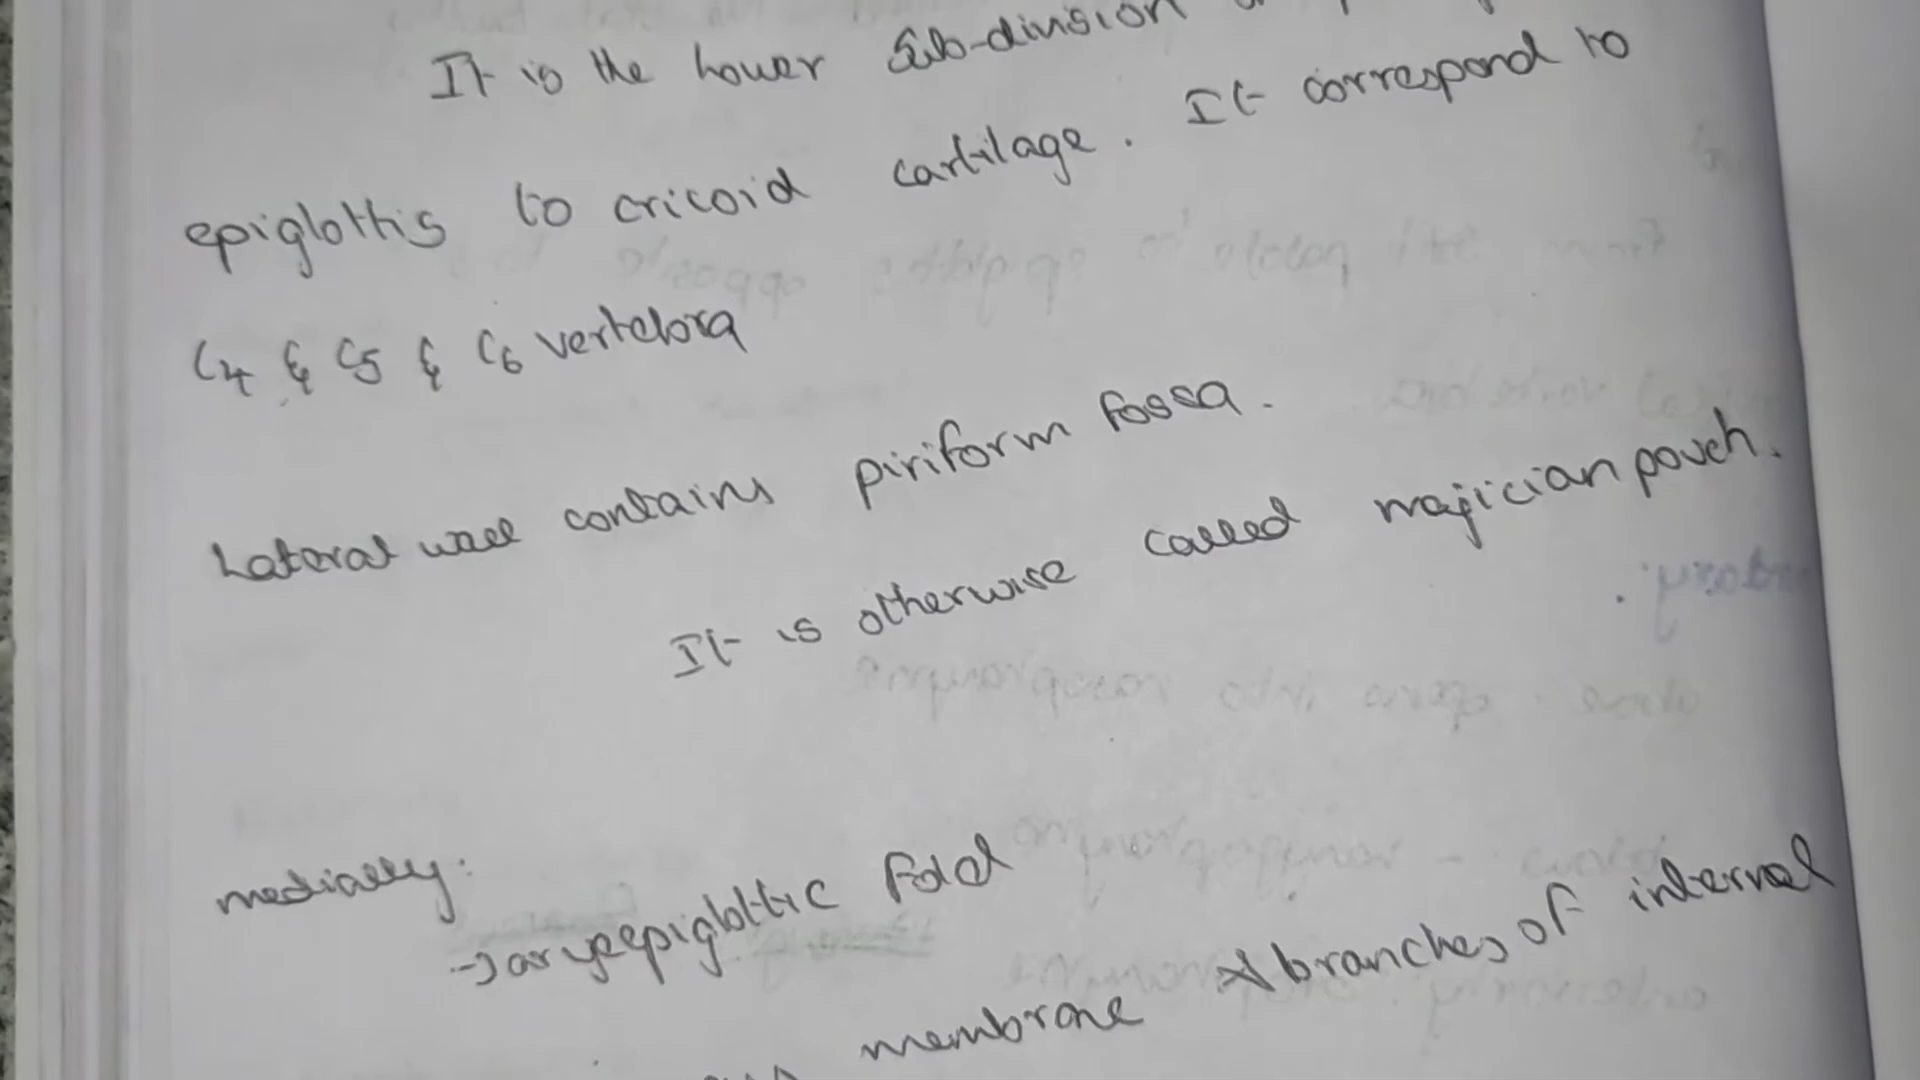 It is the lower Sub-division
epiglottis to cricoid cartilage. It correspond to
C4 & C5 & C6 vertebra
Lateral wall contains piriform fossa.
It is otherwise called majician pouch.
medially:
→ aryepiglottic fold
membrane & branches of internal